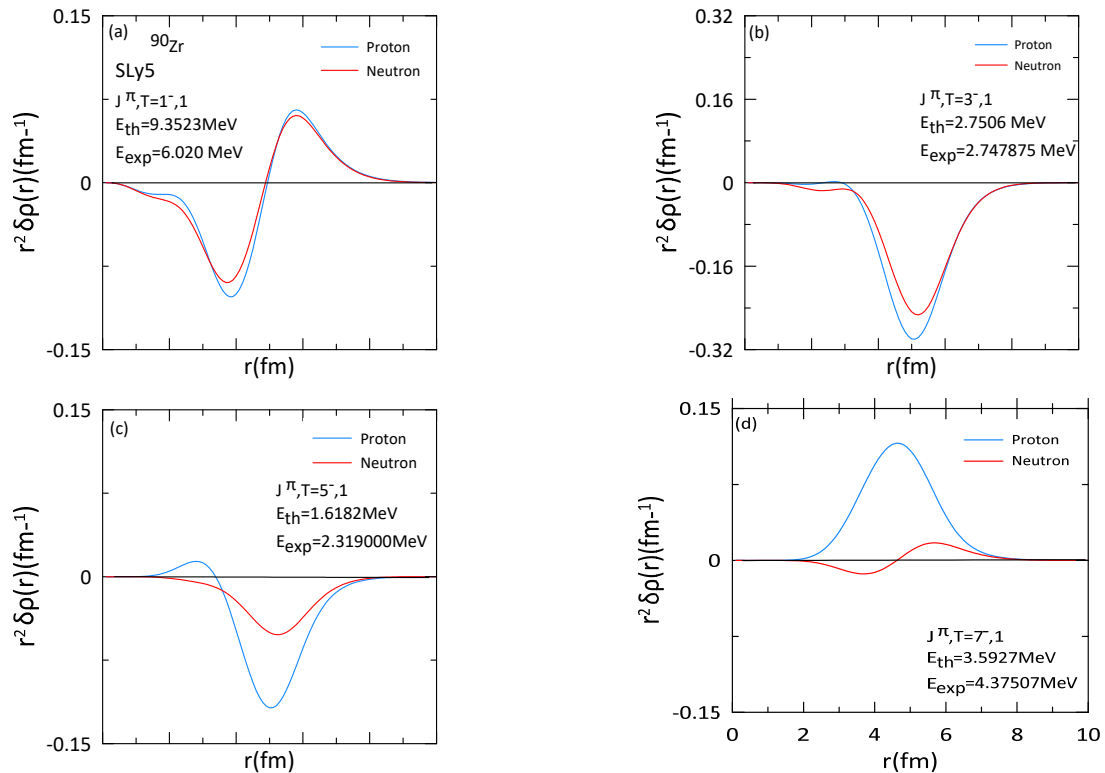 0.15
(a)
⁹⁰Zr
SLy5
Proton
Neutron
J π,T=1⁻,1
Eth=9.3523MeV
Eexp=6.020 MeV
0
-0.15
r² δρ(r)(fm-1)
r(fm)
0.32
(b)
Proton
Neutron
0.16
J π,T=3⁻,1
Eth=2.7506 MeV
Eexp=2.747875 MeV
0
-0.16
-0.32
r² δρ(r)(fm-1)
r(fm)
0.15
(c)
Proton
Neutron
J π,T=5⁻,1
Eth=1.6182MeV
Eexp=2.319000MeV
0
-0.15
r² δρ(r)(fm-1)
r(fm)
0.15
(d)
Proton
Neutron
0
J π,T=7⁻,1
Eth=3.5927MeV
Eexp=4.37507MeV
-0.15
r² δρ(r)(fm-1)
0 2 4 6 8 10
r(fm)